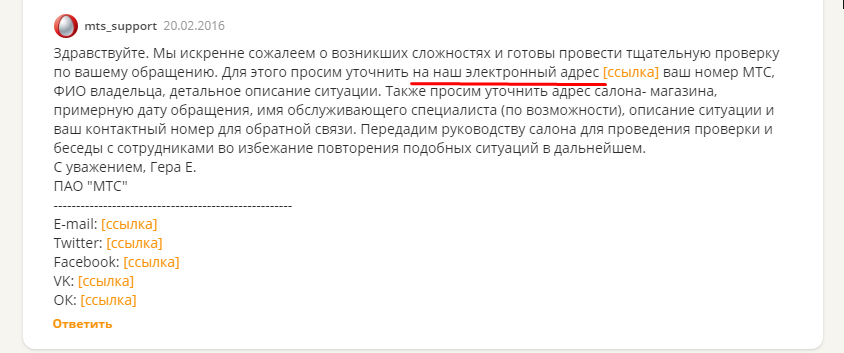 mts_support 20.02.2016
Здравствуйте. Мы искренне сожалеем о возникших сложностях и готовы провести тщательную проверку
по вашему обращению. Для этого просим уточнить на наш электронный адрес [ссылка] ваш номер МТС,
ФИО владельца, детальное описание ситуации. Также просим уточнить адрес салона- магазина,
примерную дату обращения, имя обслуживающего специалиста (по возможности), описание ситуации и
ваш контактный номер для обратной связи. Передадим руководству салона для проведения проверки и
беседы с сотрудниками во избежание повторения подобных ситуаций в дальнейшем.
С уважением, Гера Е.
ПАО "МТС"
-----------------------------------------------------
E-mail: [ссылка]
Twitter: [ссылка]
Facebook: [ссылка]
VK: [ссылка]
ОК: [ссылка]
Ответить